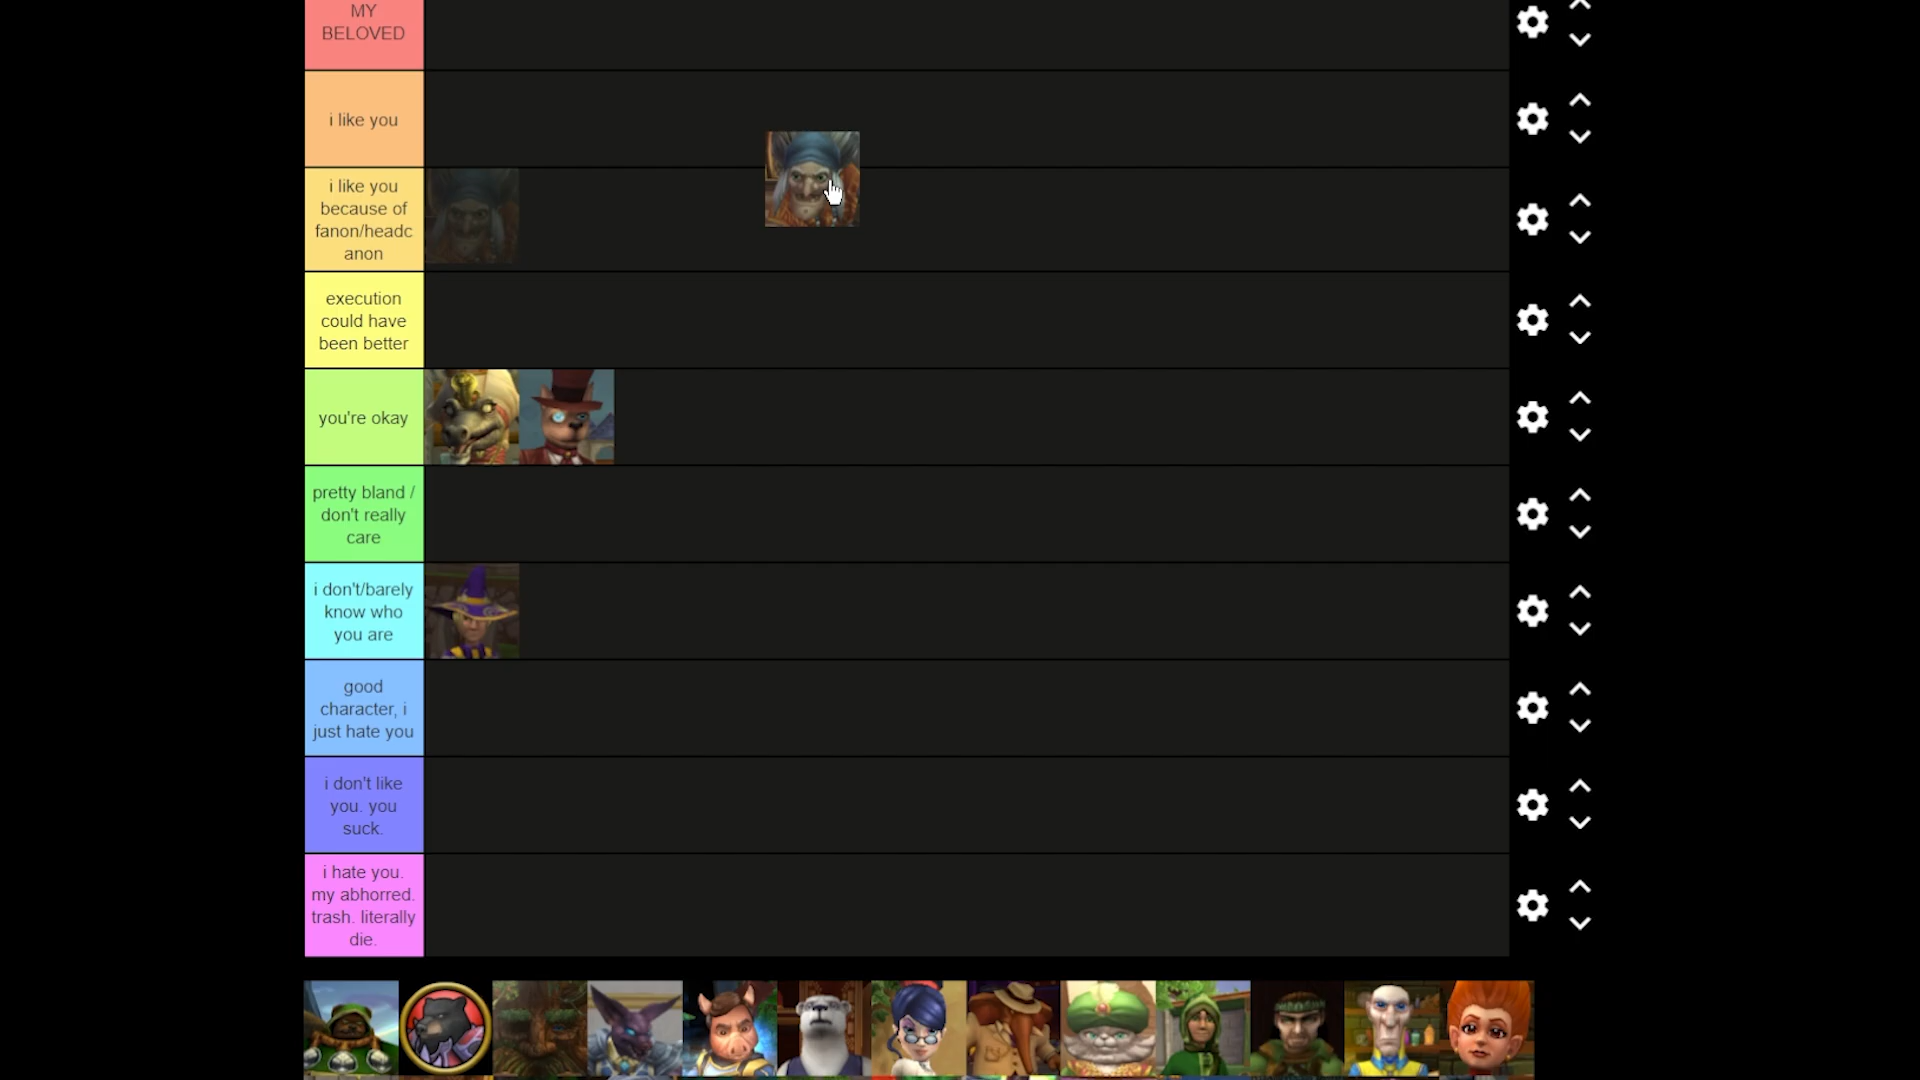 MY
BELOVED
i like you
i like you
because of
fanon/headc
anon
execution
could have
been better
you're okay
pretty bland /
don't really
care
i don't/barely
know who
you are
good
character, i
just hate you
i don't like
you. you
suck.
i hate you.
my abhorred.
trash. literally
die.